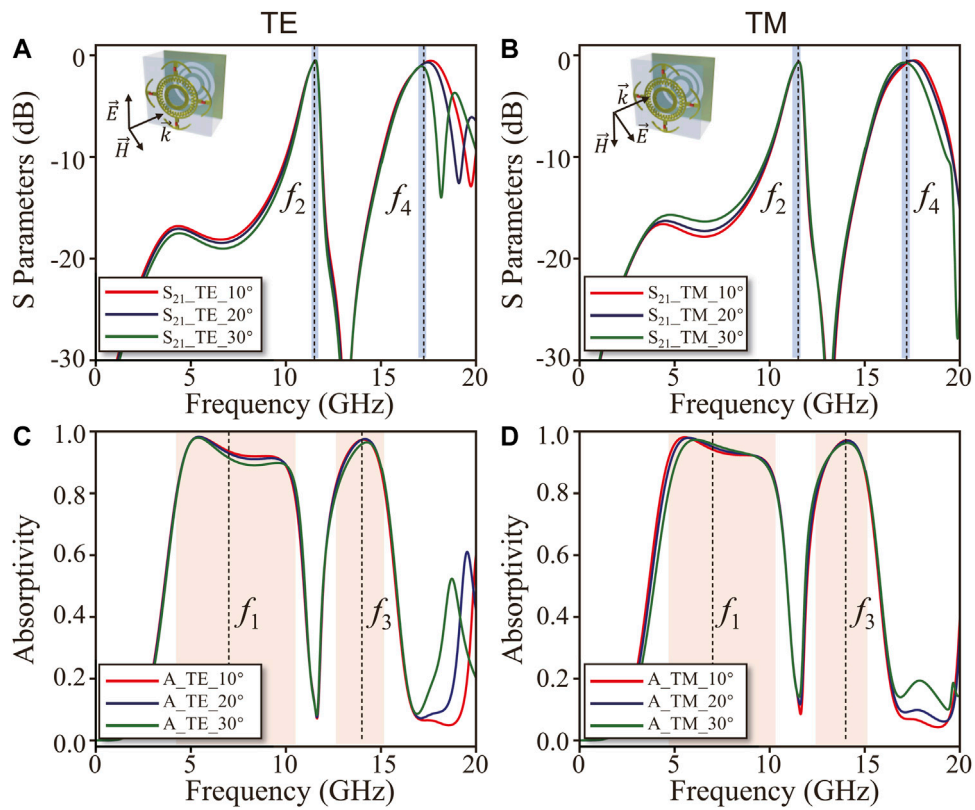 TE
TM
A
B
0
-10
-20
-30
S Parameters (dB)
E
H
k
f2
f4
S21_TE_10°
S21_TE_20°
S21_TE_30°
0 5 10 15 20
Frequency (GHz)
0
-10
-20
-30
S Parameters (dB)
k
E
H
f2
f4
S21_TM_10°
S21_TM_20°
S21_TM_30°
0 5 10 15 20
Frequency (GHz)
C
D
1.0
0.8
0.6
0.4
0.2
0.0
Absorptivity
f1
f3
A_TE_10°
A_TE_20°
A_TE_30°
0 5 10 15 20
Frequency (GHz)
1.0
0.8
0.6
0.4
0.2
0.0
Absorptivity
f1
f3
A_TM_10°
A_TM_20°
A_TM_30°
0 5 10 15 20
Frequency (GHz)